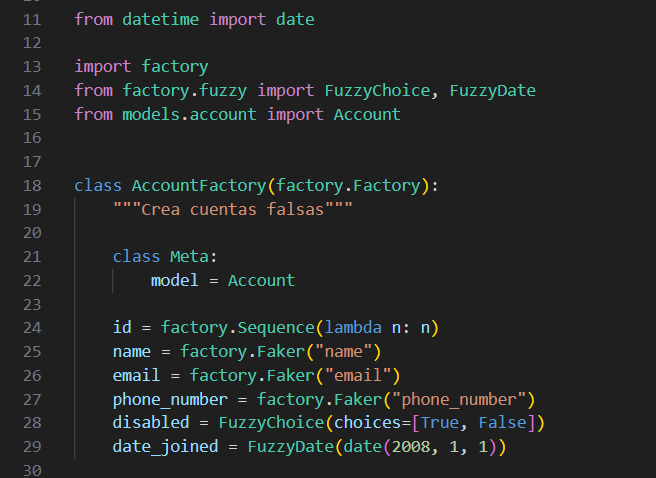 11 from datetime import date
12
13 import factory
14 from factory.fuzzy import FuzzyChoice, FuzzyDate
15 from models.account import Account
16
17
18 class AccountFactory(factory.Factory):
19     """Crea cuentas falsas"""
20
21     class Meta:
22         model = Account
23
24     id = factory.Sequence(lambda n: n)
25     name = factory.Faker("name")
26     email = factory.Faker("email")
27     phone_number = factory.Faker("phone_number")
28     disabled = FuzzyChoice(choices=[True, False])
29     date_joined = FuzzyDate(date(2008, 1, 1))
30